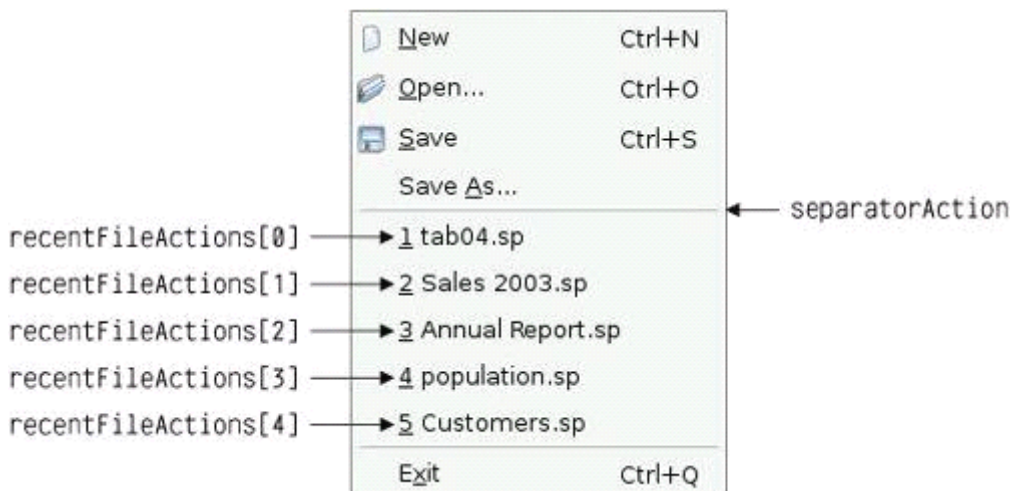 New Ctrl+N
Open... Ctrl+O
Save Ctrl+S
Save As...
separatorAction
recentFileActions[0] 1 tab04.sp
recentFileActions[1] 2 Sales 2003.sp
recentFileActions[2] 3 Annual Report.sp
recentFileActions[3] 4 population.sp
recentFileActions[4] 5 Customers.sp
Exit Ctrl+Q